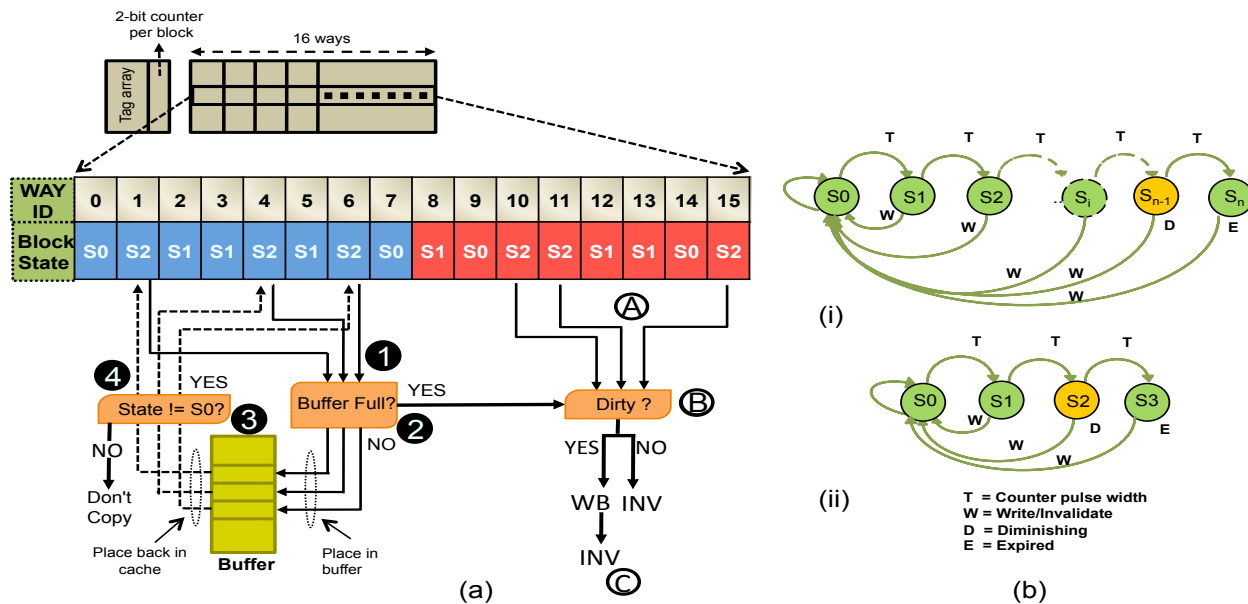 2-bit counter
per block
16 ways
Tag array
WAY
ID
0 1 2 3 4 5 6 7 8 9 10 11 12 13 14 15
Block
State
S0 S2 S1 S1 S2 S1 S2 S0 S1 S0 S2 S2 S1 S1 S0 S2
A
1
4
YES
State != S0?
Buffer Full?
YES
Dirty ?
B
3
2
NO
NO
YES
NO
Don't
Copy
WB
INV
Place back in
cache
Buffer
Place in
buffer
INV
C
(a)
T T T T T
S0 S1 S2 Si Sn-1 Sn
W
W
D
E
W
W
W
(i)
T T T
S0 S1 S2 S3
W
D
E
W
W
(ii)
T = Counter pulse width
W = Write/Invalidate
D = Diminishing
E = Expired
(b)